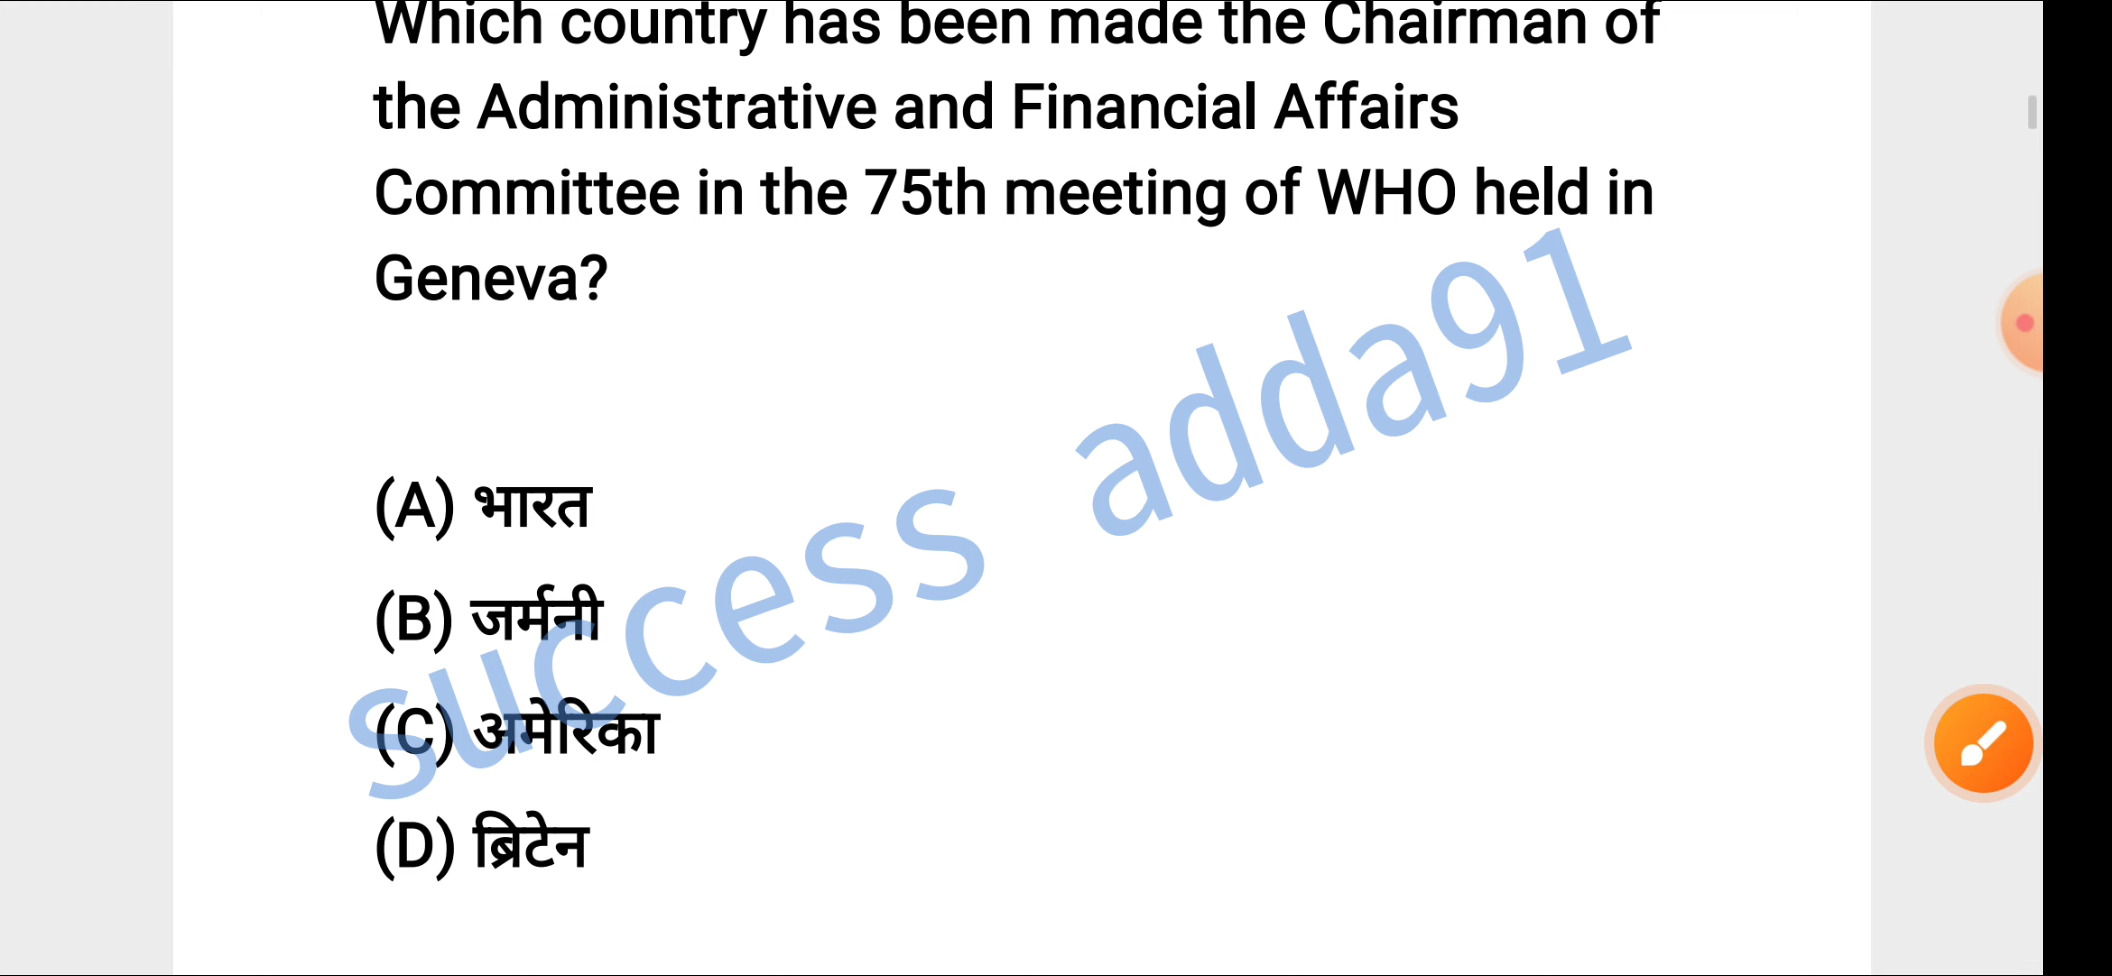 Which country has been made the Chairman of
the Administrative and Financial Affairs
Committee in the 75th meeting of WHO held in
Geneva?
(A) भारत
(B) जर्मनी
(C) अमेरिका
(D) ब्रिटेन
success adda91